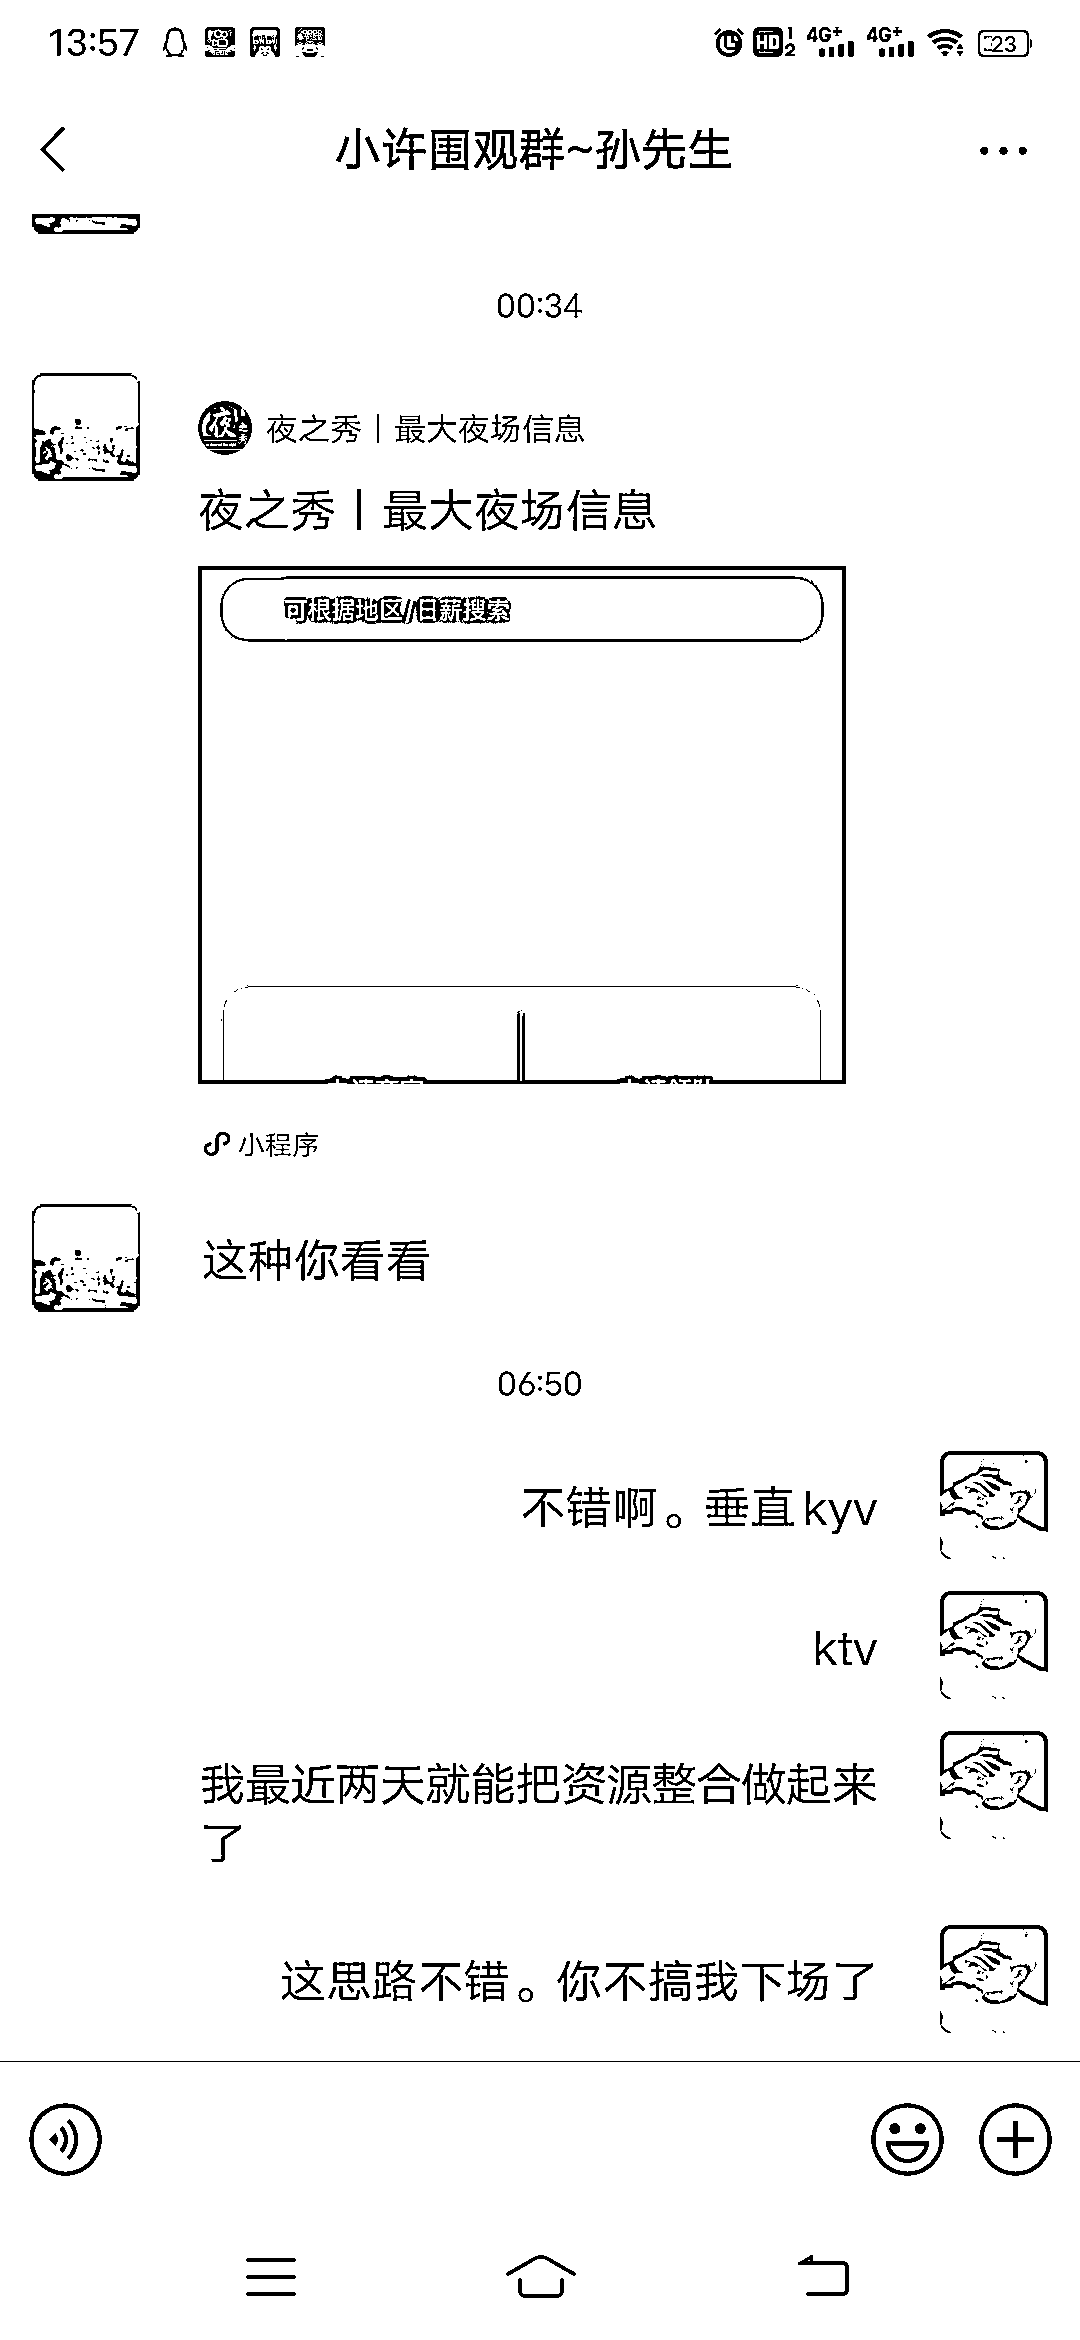 13:57
HD 1 2 4G+ 4G+ 23
小许围观群~孙先生
00:34
夜之秀丨最大夜场信息
夜之秀丨最大夜场信息
可根据地区//日薪搜索
小程序
这种你看看
06:50
不错啊。垂直kyv
ktv
我最近两天就能把资源整合做起来
了
这思路不错。你不搞我下场了